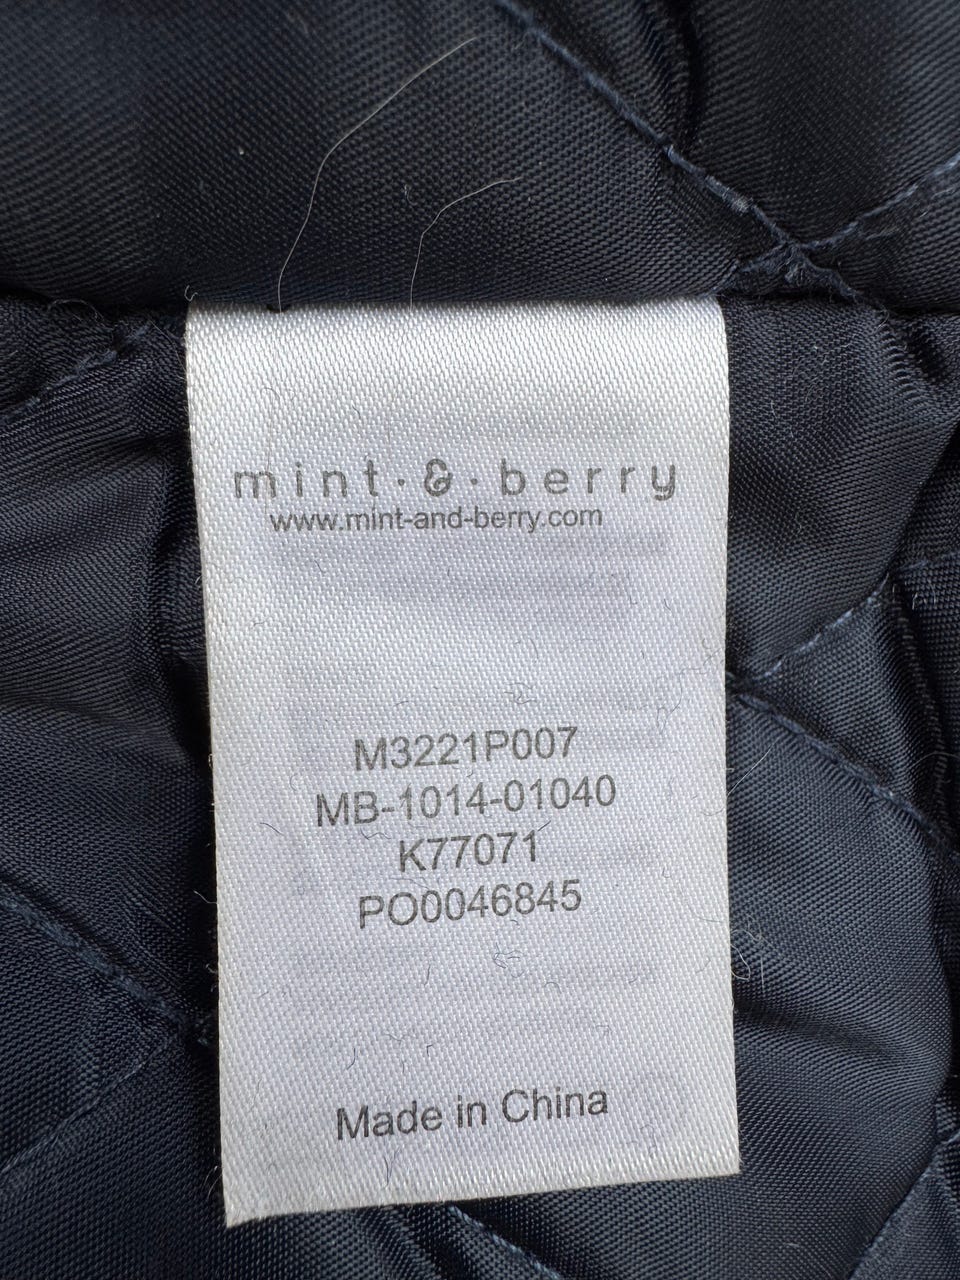 mint·&·berry
www.mint-and-berry.com
M3221P007
MB-1014-01040
K77071
PO0046845
Made in China